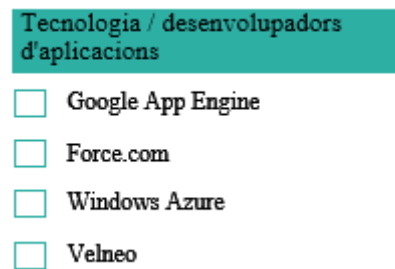 Tecnologia / desenvolupadors
d'aplicacions
Google App Engine
Force.com
Windows Azure
Velneo